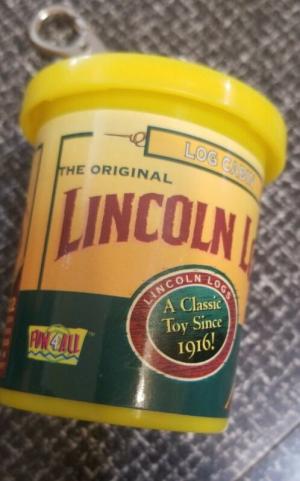 LOG CABIN
THE ORIGINAL
LINCOLN L
LINCOLN LOGS
A Classic
Toy Since
1916!
FUN 4 ALL